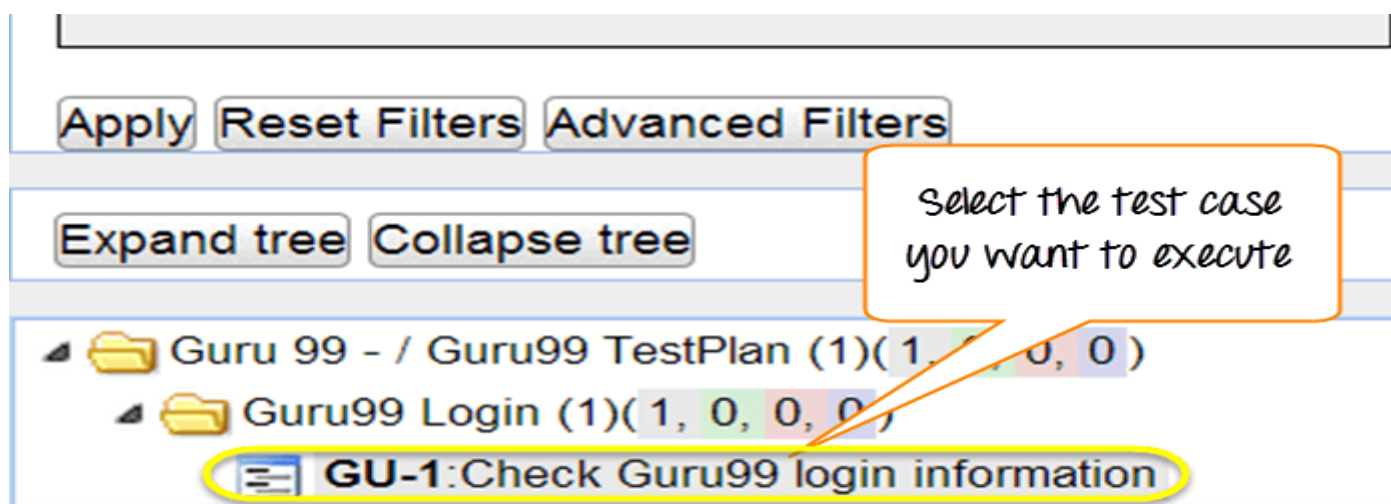 Apply Reset Filters Advanced Filters
Select the test case
you want to execute
Expand tree Collapse tree
Guru 99 - / Guru99 TestPlan (1)( 1, 0, 0, 0 )
Guru99 Login (1)( 1, 0, 0, 0 )
GU-1:Check Guru99 login information